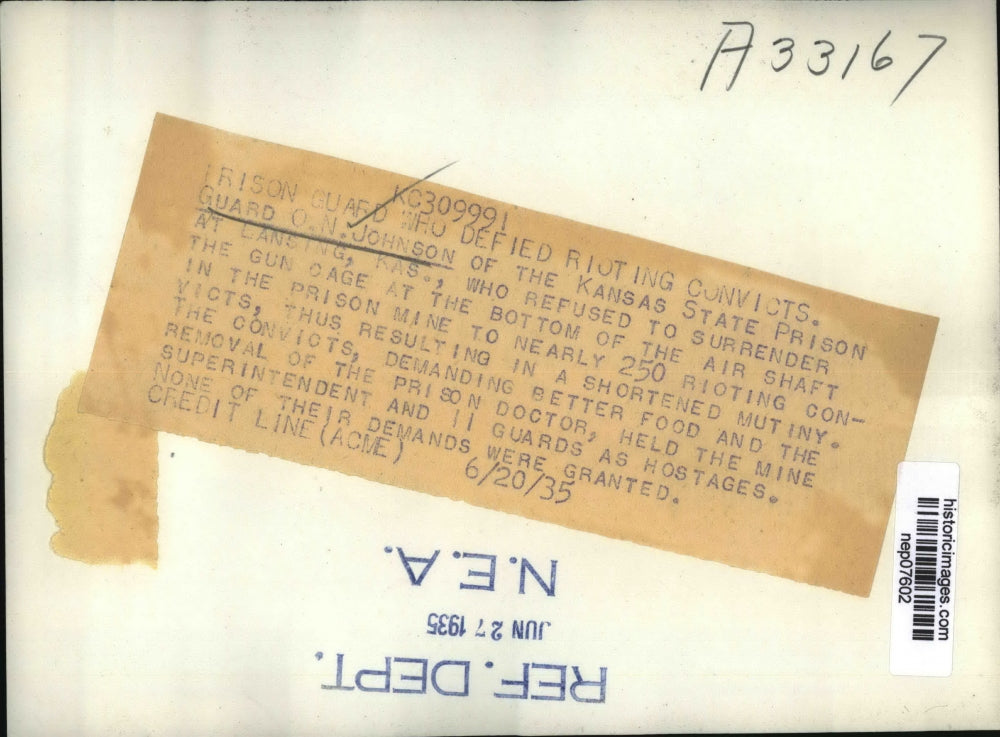 A33167
KC309991
PRISON GUARD WHO DEFIED RIOTING CONVICTS.
GUARD O.N. JOHNSON OF THE KANSAS STATE PRISON
AT LANSING, KAS., WHO REFUSED TO SURRENDER
THE GUN CAGE AT THE BOTTOM OF THE AIR SHAFT
IN THE PRISON MINE TO NEARLY 250 RIOTING CON-
VICTS, THUS RESULTING IN A SHORTENED MUTINY.
THE CONVICTS, DEMANDING BETTER FOOD AND THE
REMOVAL OF THE PRISON DOCTOR, HELD THE MINE
SUPERINTENDENT AND 11 GUARDS AS HOSTAGES.
NONE OF THEIR DEMANDS WERE GRANTED.
CREDIT LINE (ACME) 6/20/35
historicimages.com
nep07602
REF. DEPT.
JUN 27 1935
N.E.A.